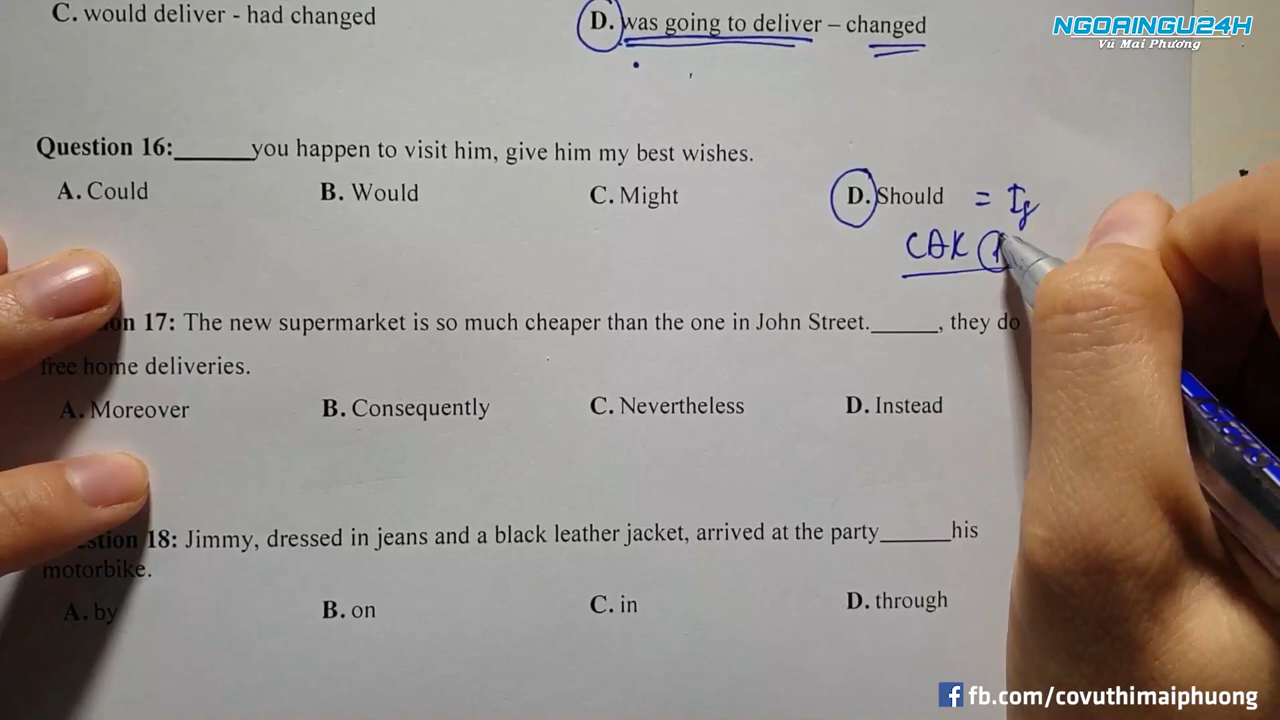 C. would deliver - had changed
D. was going to deliver – changed
NGOAINGU24H
Vũ Mai Phương
Question 16:______you happen to visit him, give him my best wishes.
A. Could B. Would C. Might D. Should = If
CĐK
on 17: The new supermarket is so much cheaper than the one in John Street.______, they do
free home deliveries.
A. Moreover B. Consequently C. Nevertheless D. Instead
estion 18: Jimmy, dressed in jeans and a black leather jacket, arrived at the party______his
motorbike.
A. by B. on C. in D. through
fb.com/covuthimaiphuong